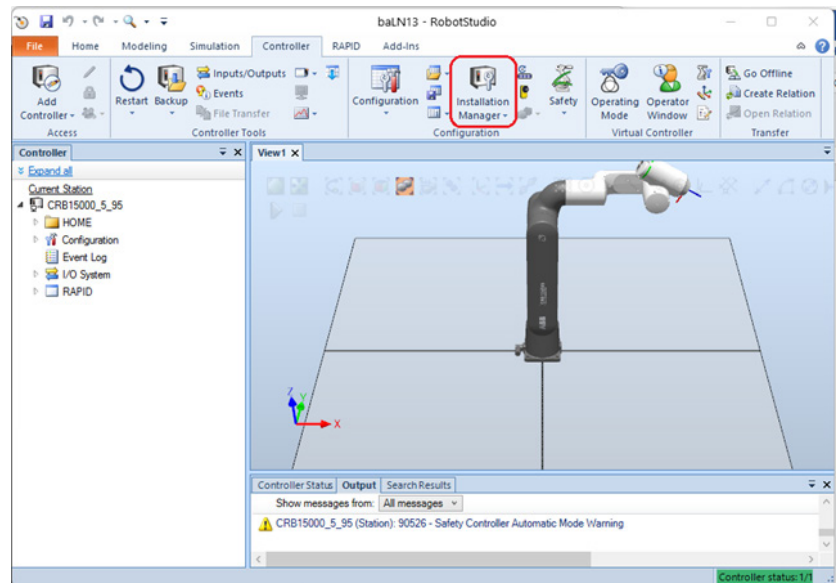 baLN13 - RobotStudio
File Home Modeling Simulation Controller RAPID Add-Ins
Add Controller
Access
Restart Backup
Inputs/Outputs
Events
File Transfer
Controller Tools
Configuration
Installation Manager
Safety
Configuration
Operating Mode
Operator Window
Virtual Controller
Go Offline
Create Relation
Open Relation
Transfer
Controller
Expand all
Current Station
CRB15000_5_95
HOME
Configuration
Event Log
I/O System
RAPID
View1
ABB
Z
Y
X
Controller Status Output Search Results
Show messages from: All messages
CRB15000_5_95 (Station): 90526 - Safety Controller Automatic Mode Warning
Controller status: 1/1